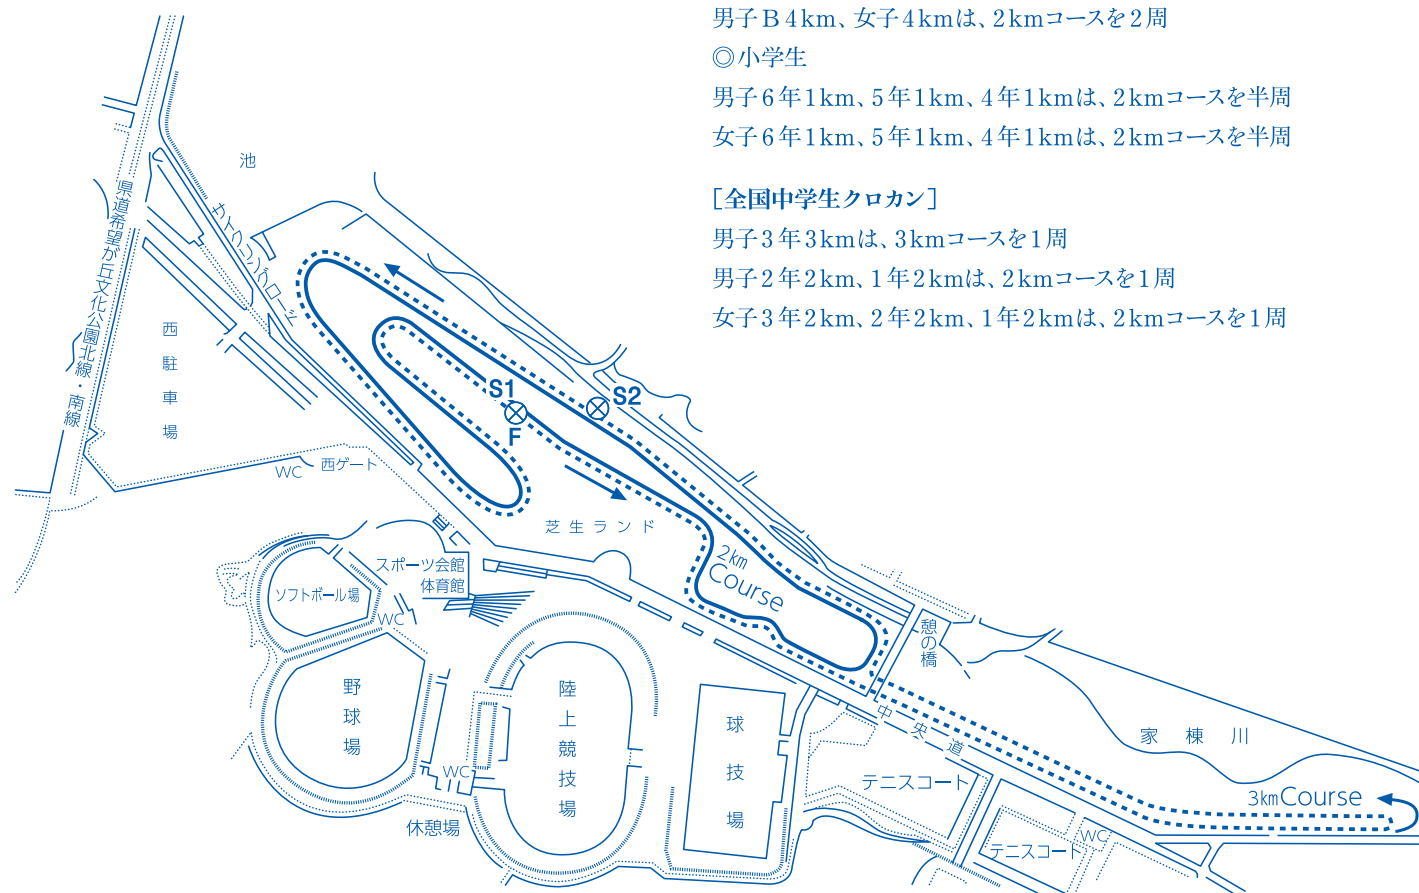 男子B4km、女子4kmは、2kmコースを2周
◎小学生
男子6年1km、5年1km、4年1kmは、2kmコースを半周
女子6年1km、5年1km、4年1kmは、2kmコースを半周
[全国中学生クロカン]
男子3年3kmは、3kmコースを1周
男子2年2km、1年2kmは、2kmコースを1周
女子3年2km、2年2km、1年2kmは、2kmコースを1周
池
県道希望が丘文化公園北線・南線
サイクリングロード
西駐車場
S1
S2
F
WC
西ゲート
芝生ランド
2km
Course
スポーツ会館
体育館
ソフトボール場
WC
憩の橋
野球場
陸上競技場
球技場
中央道
家棟川
WC
テニスコート
3km Course
休憩場
WC
テニスコート